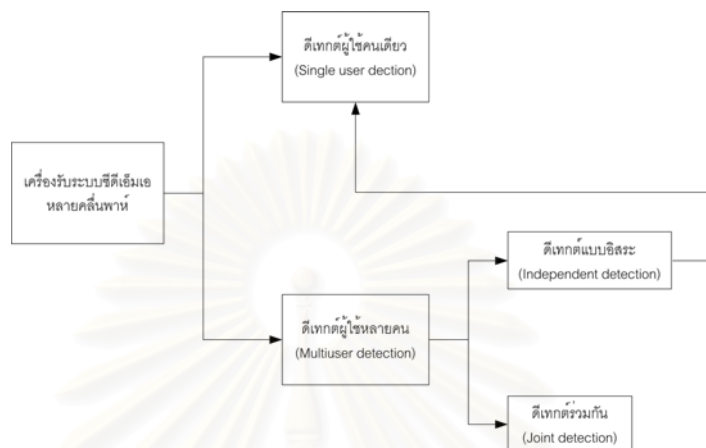 ดีเทกต์ผู้ใช้คนเดียว
(Single user dection)
เครื่องรับระบบซีดีเอ็มเอ
หลายคลื่นพาห์
ดีเทกต์แบบอิสระ
(Independent detection)
ดีเทกต์ผู้ใช้หลายคน
(Multiuser detection)
ดีเทกต์ร่วมกัน
(Joint detection)